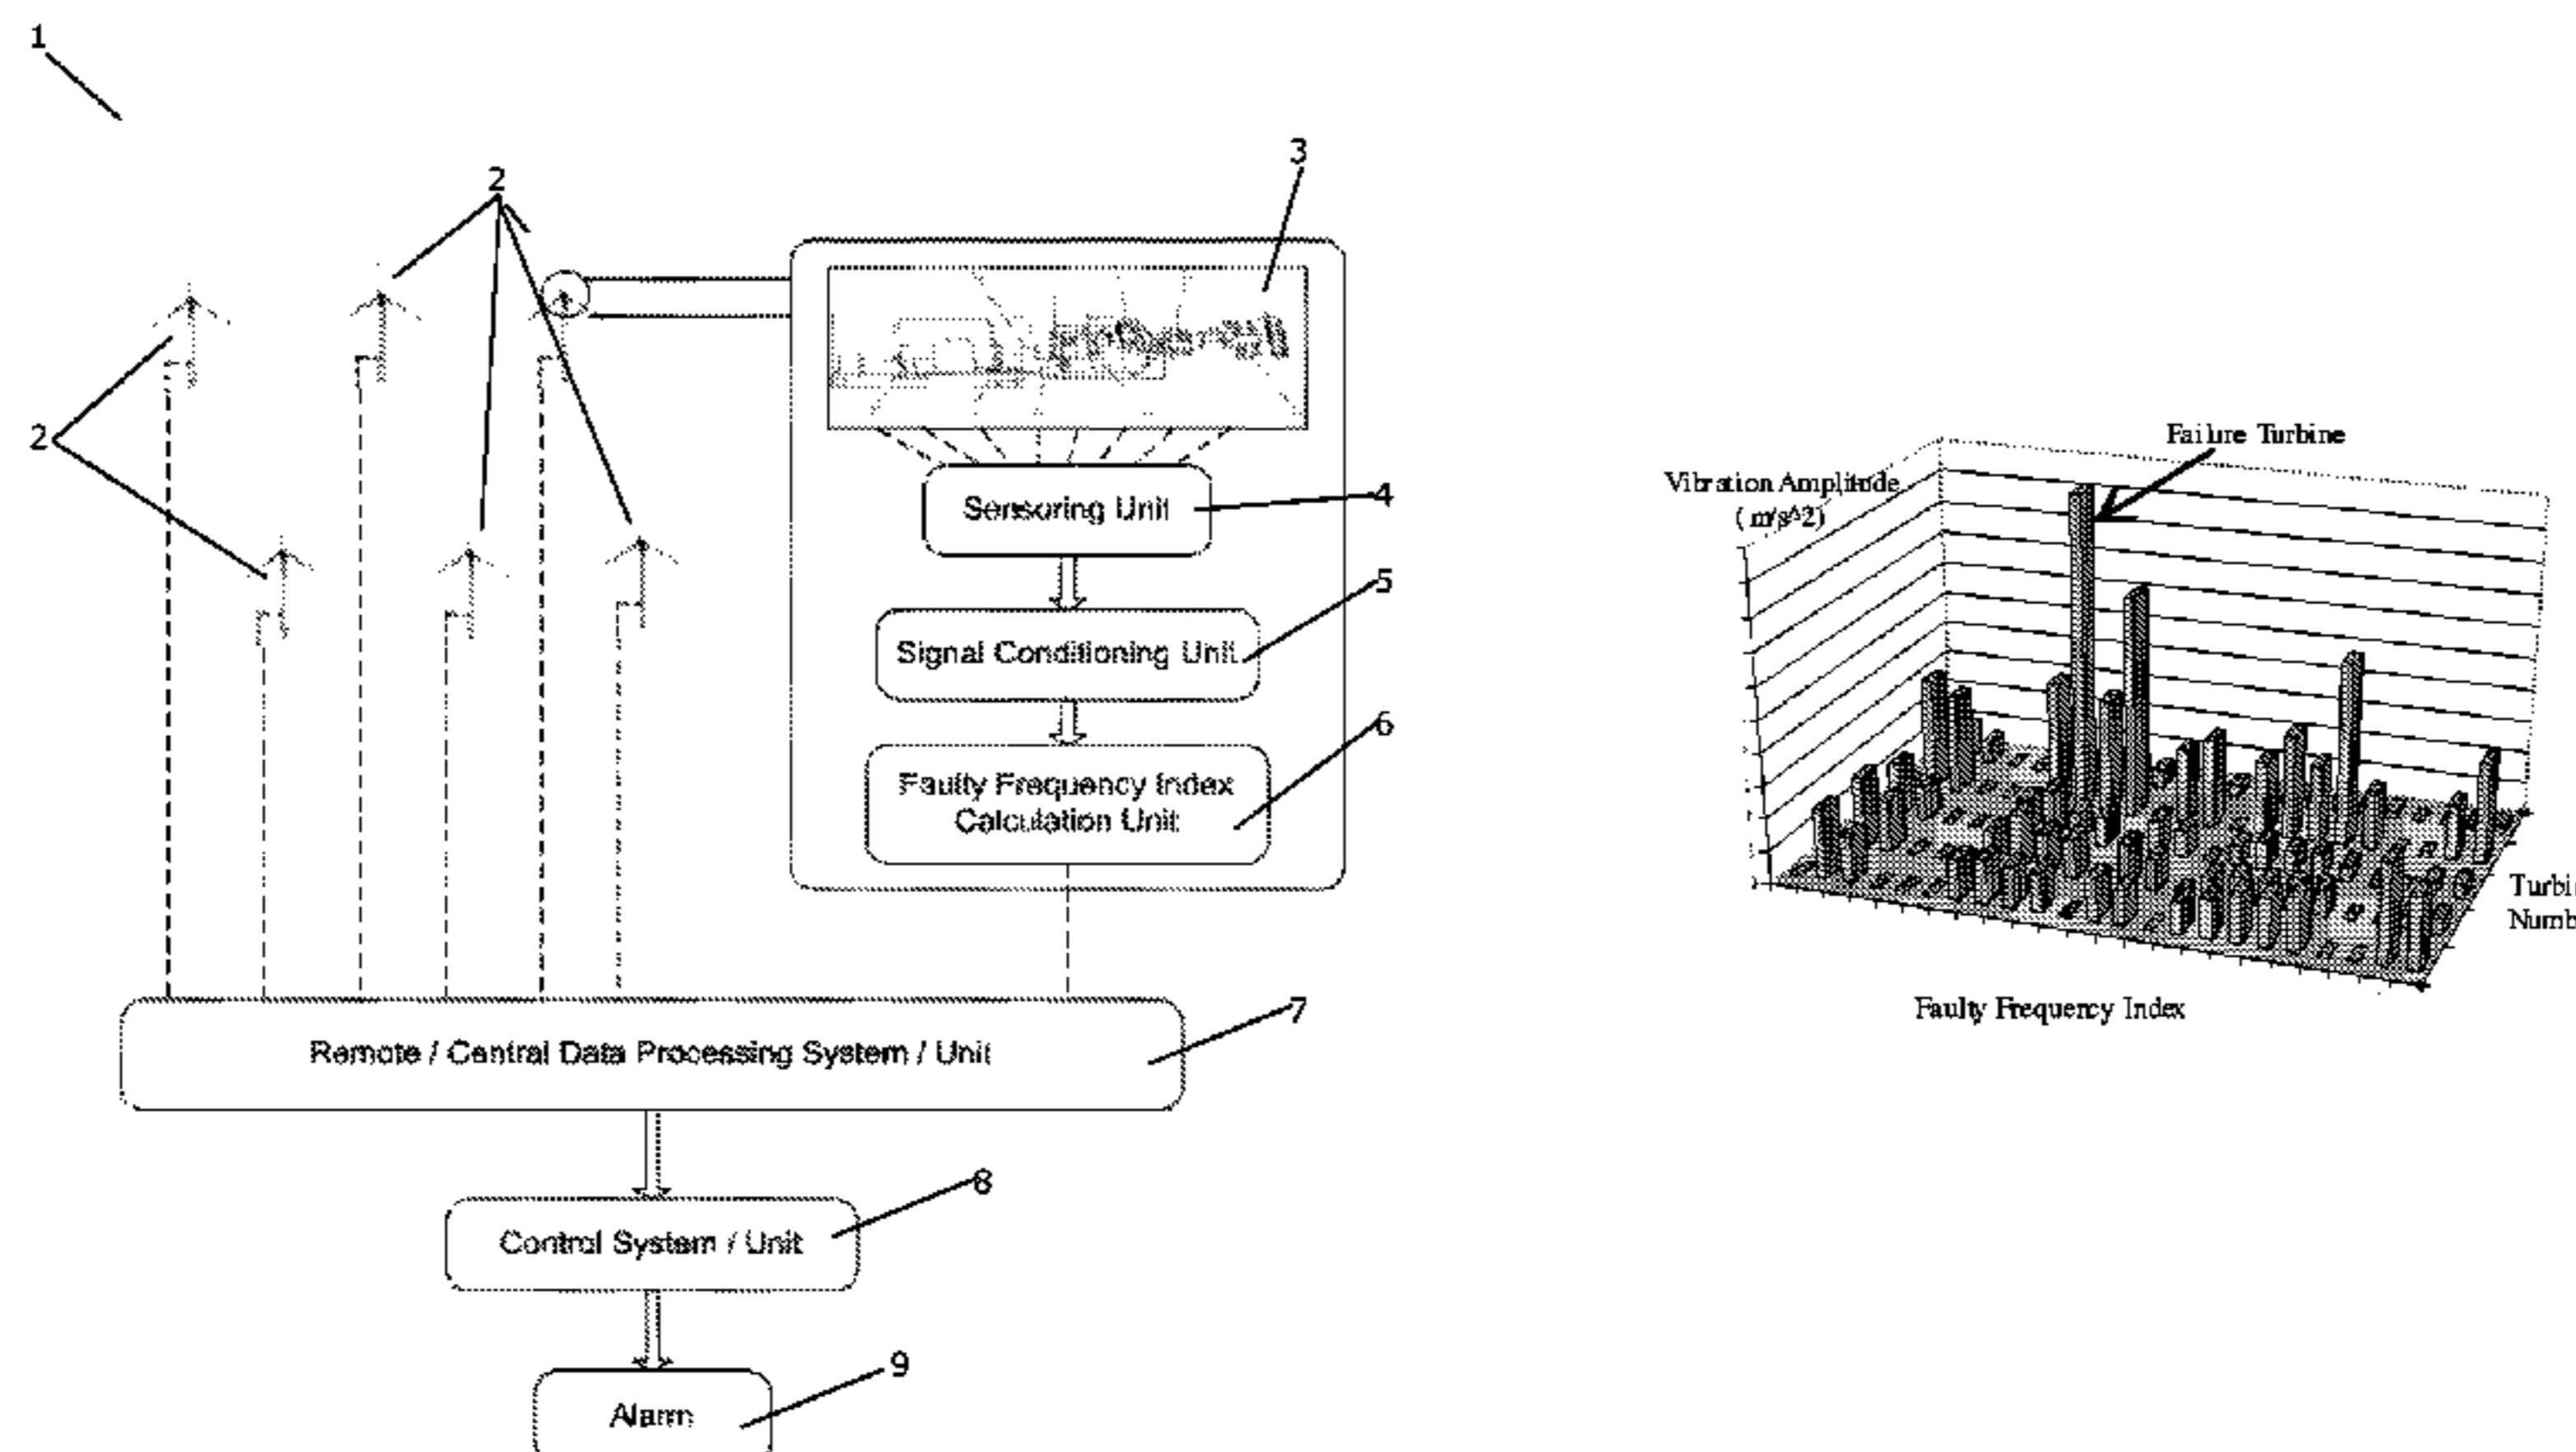 1
2
3
2
Sensoring Unit
4
5
Signal Conditioning Unit
6
Faulty Frequency Index
Calculation Unit
7
Remote / Central Data Processing System / Unit
8
Control System / Unit
9
Alarm
Failure Turbine
Vibration Amplitude
( m/s^2)
Faulty Frequency Index